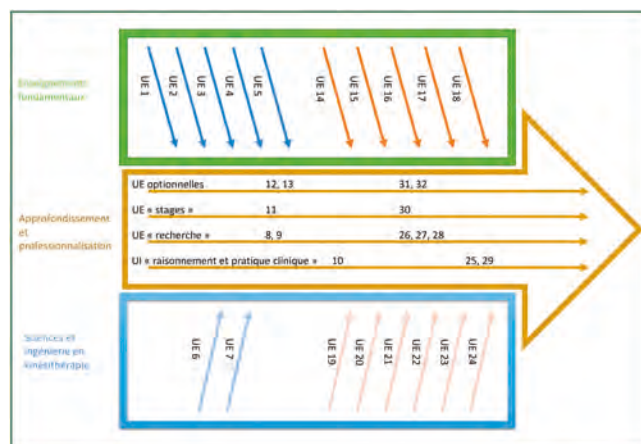 Enseignements
fondamentaux
UE 1
UE 2
UE 3
UE 4
UE 5
UE 14
UE 15
UE 16
UE 17
UE 18
Approfondissement
et
professionnalisation
UE optionnelles 12, 13 31, 32
UE « stages » 11 30
UE « recherche » 8, 9 26, 27, 28
UI « raisonnement et pratique clinique » 10 25, 29
Sciences et
ingénierie en
kinésithérapie
UE 6
UE 7
UE 19
UE 20
UE 21
UE 22
UE 23
UE 24